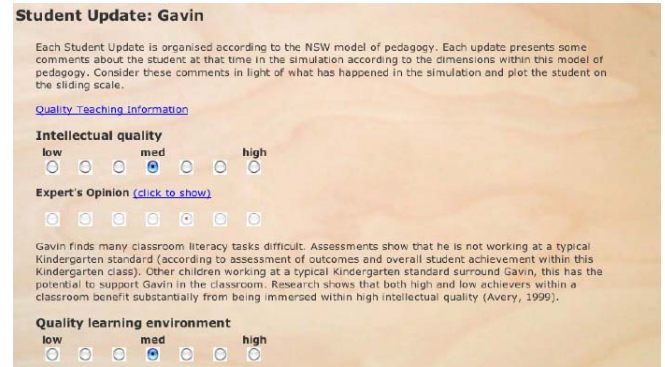 Student Update: Gavin
Each Student Update is organised according to the NSW model of pedagogy. Each update presents some
comments about the student at that time in the simulation according to the dimensions within this model of
pedagogy. Consider these comments in light of what has happened in the simulation and plot the student on
the sliding scale.
Quality Teaching Information
Intellectual quality
low med high
Expert's Opinion (click to show)
Gavin finds many classroom literacy tasks difficult. Assessments show that he is not working at a typical
Kindergarten standard (according to assessment of outcomes and overall student achievement within this
Kindergarten class). Other children working at a typical Kindergarten standard surround Gavin, this has the
potential to support Gavin in the classroom. Research shows that both high and low achievers within a
classroom benefit substantially from being immersed within high intellectual quality (Avery, 1999).
Quality learning environment
low med high